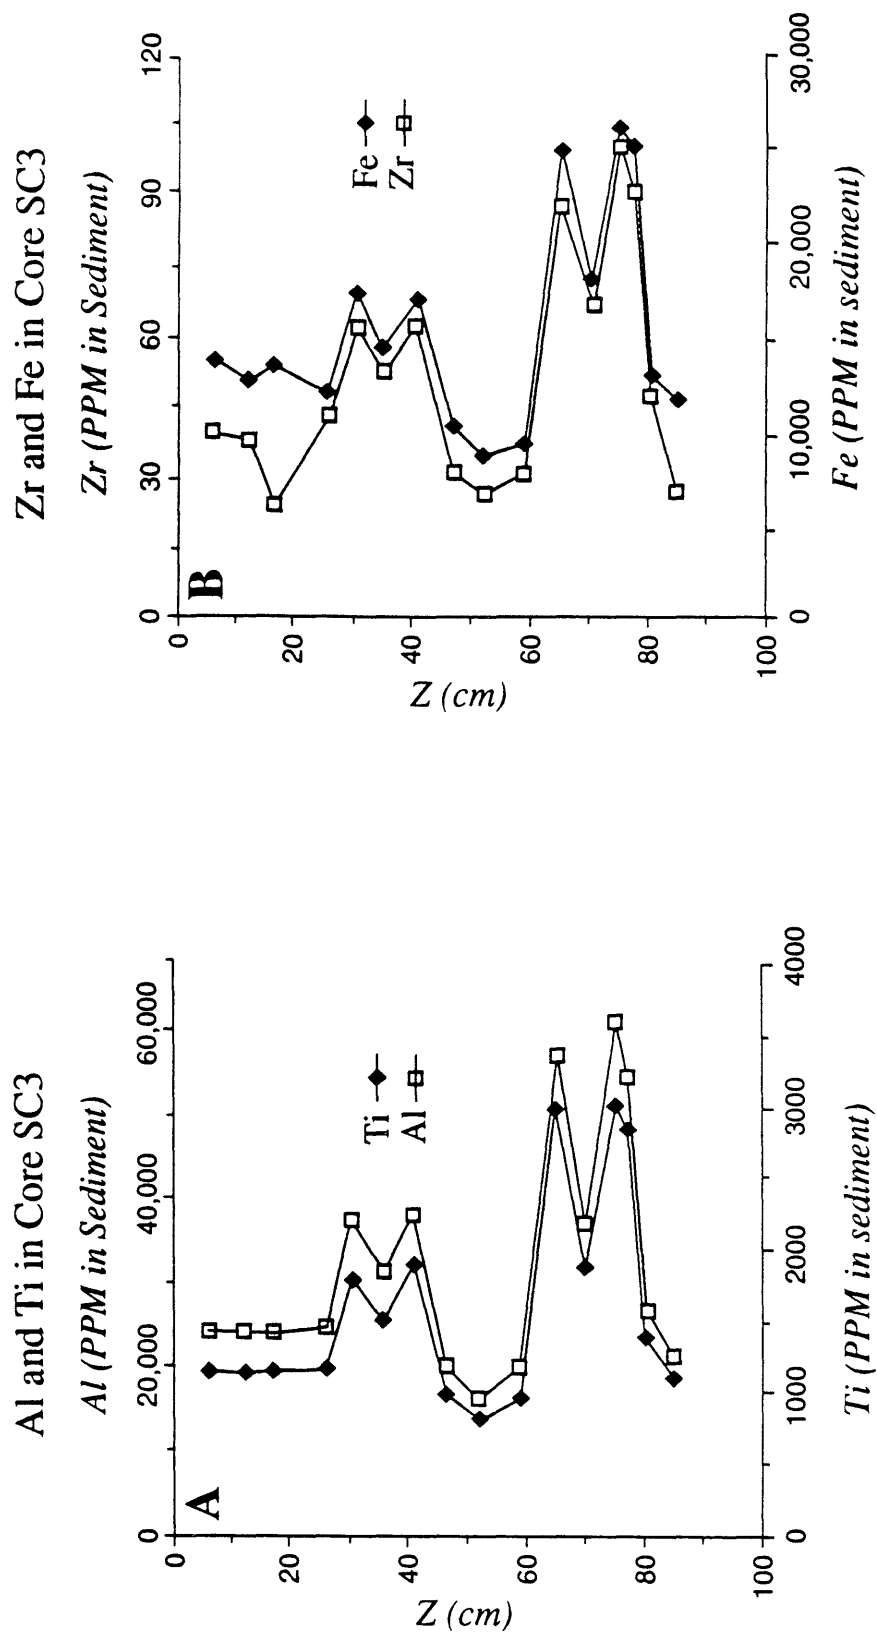 Al and Ti in Core SC3
Al (PPM in Sediment)
0 20,000 40,000 60,000
A
Ti
Al
0
20
40
60
80
100
Z (cm)
0 1000 2000 3000 4000
Ti (PPM in sediment)
Zr and Fe in Core SC3
Zr (PPM in Sediment)
0 30 60 90 120
B
Fe
Zr
0
20
40
60
80
100
Z (cm)
0 10,000 20,000 30,000
Fe (PPM in sediment)